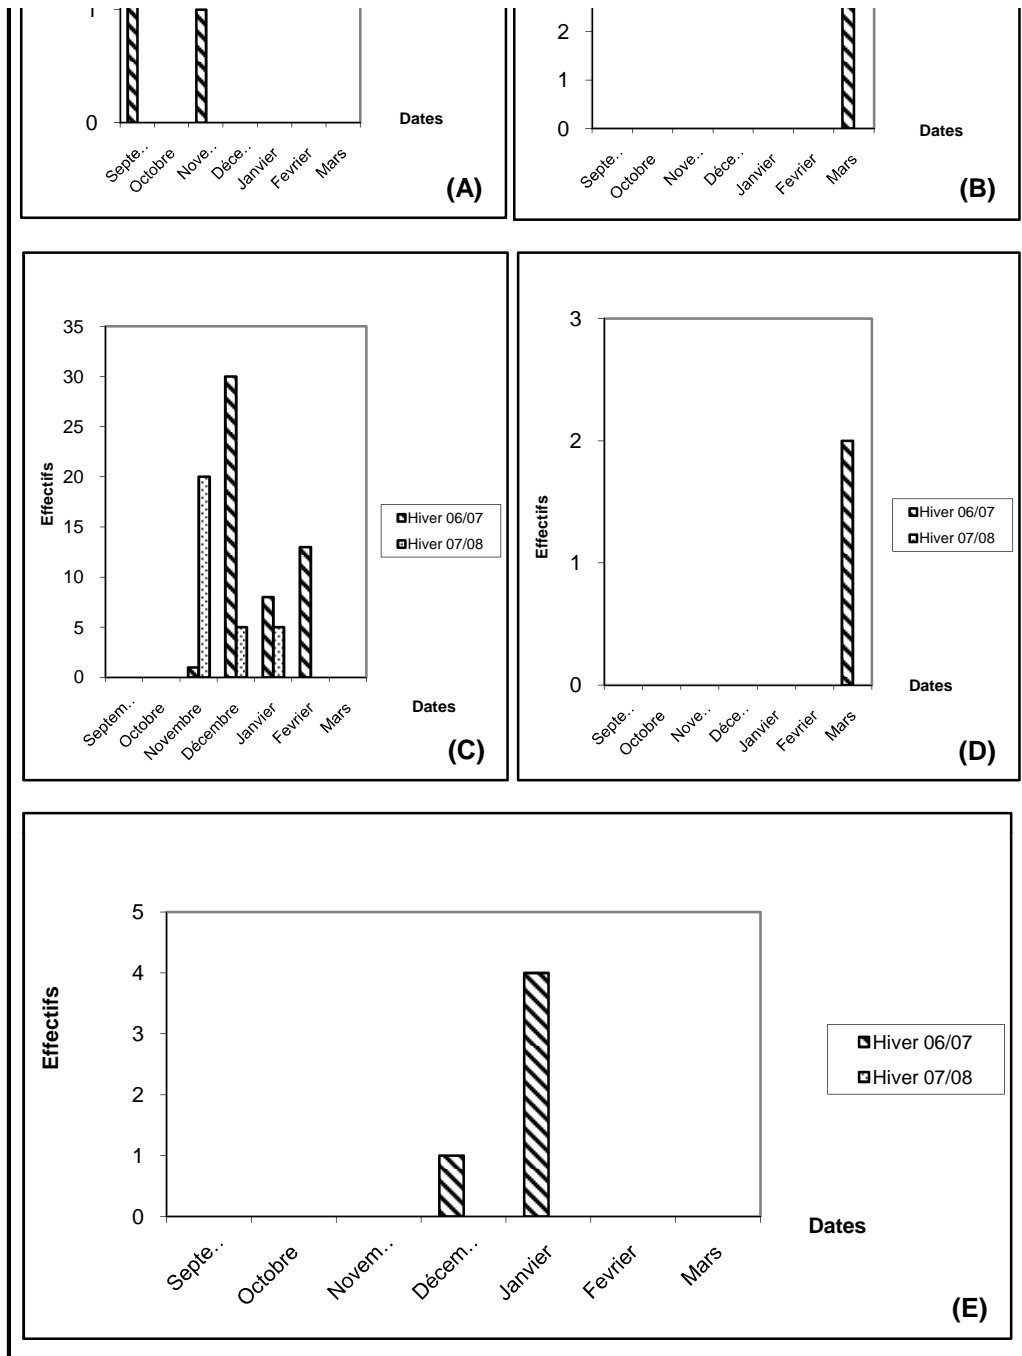 1
0
Dates
Septe..
Octobre
Nove..
Déce..
Janvier
Fevrier
Mars
(A)
2
1
0
Dates
Septe..
Octobre
Nove..
Déce..
Janvier
Fevrier
Mars
(B)
35
30
25
20
15
10
5
0
Effectifs
Hiver 06/07
Hiver 07/08
Dates
Septem..
Octobre
Novembre
Décembre
Janvier
Fevrier
Mars
(C)
3
2
1
0
Effectifs
Hiver 06/07
Hiver 07/08
Dates
Septe..
Octobre
Nove..
Déce..
Janvier
Fevrier
Mars
(D)
5
4
3
2
1
0
Effectifs
Hiver 06/07
Hiver 07/08
Dates
Septe..
Octobre
Novem..
Décem..
Janvier
Fevrier
Mars
(E)